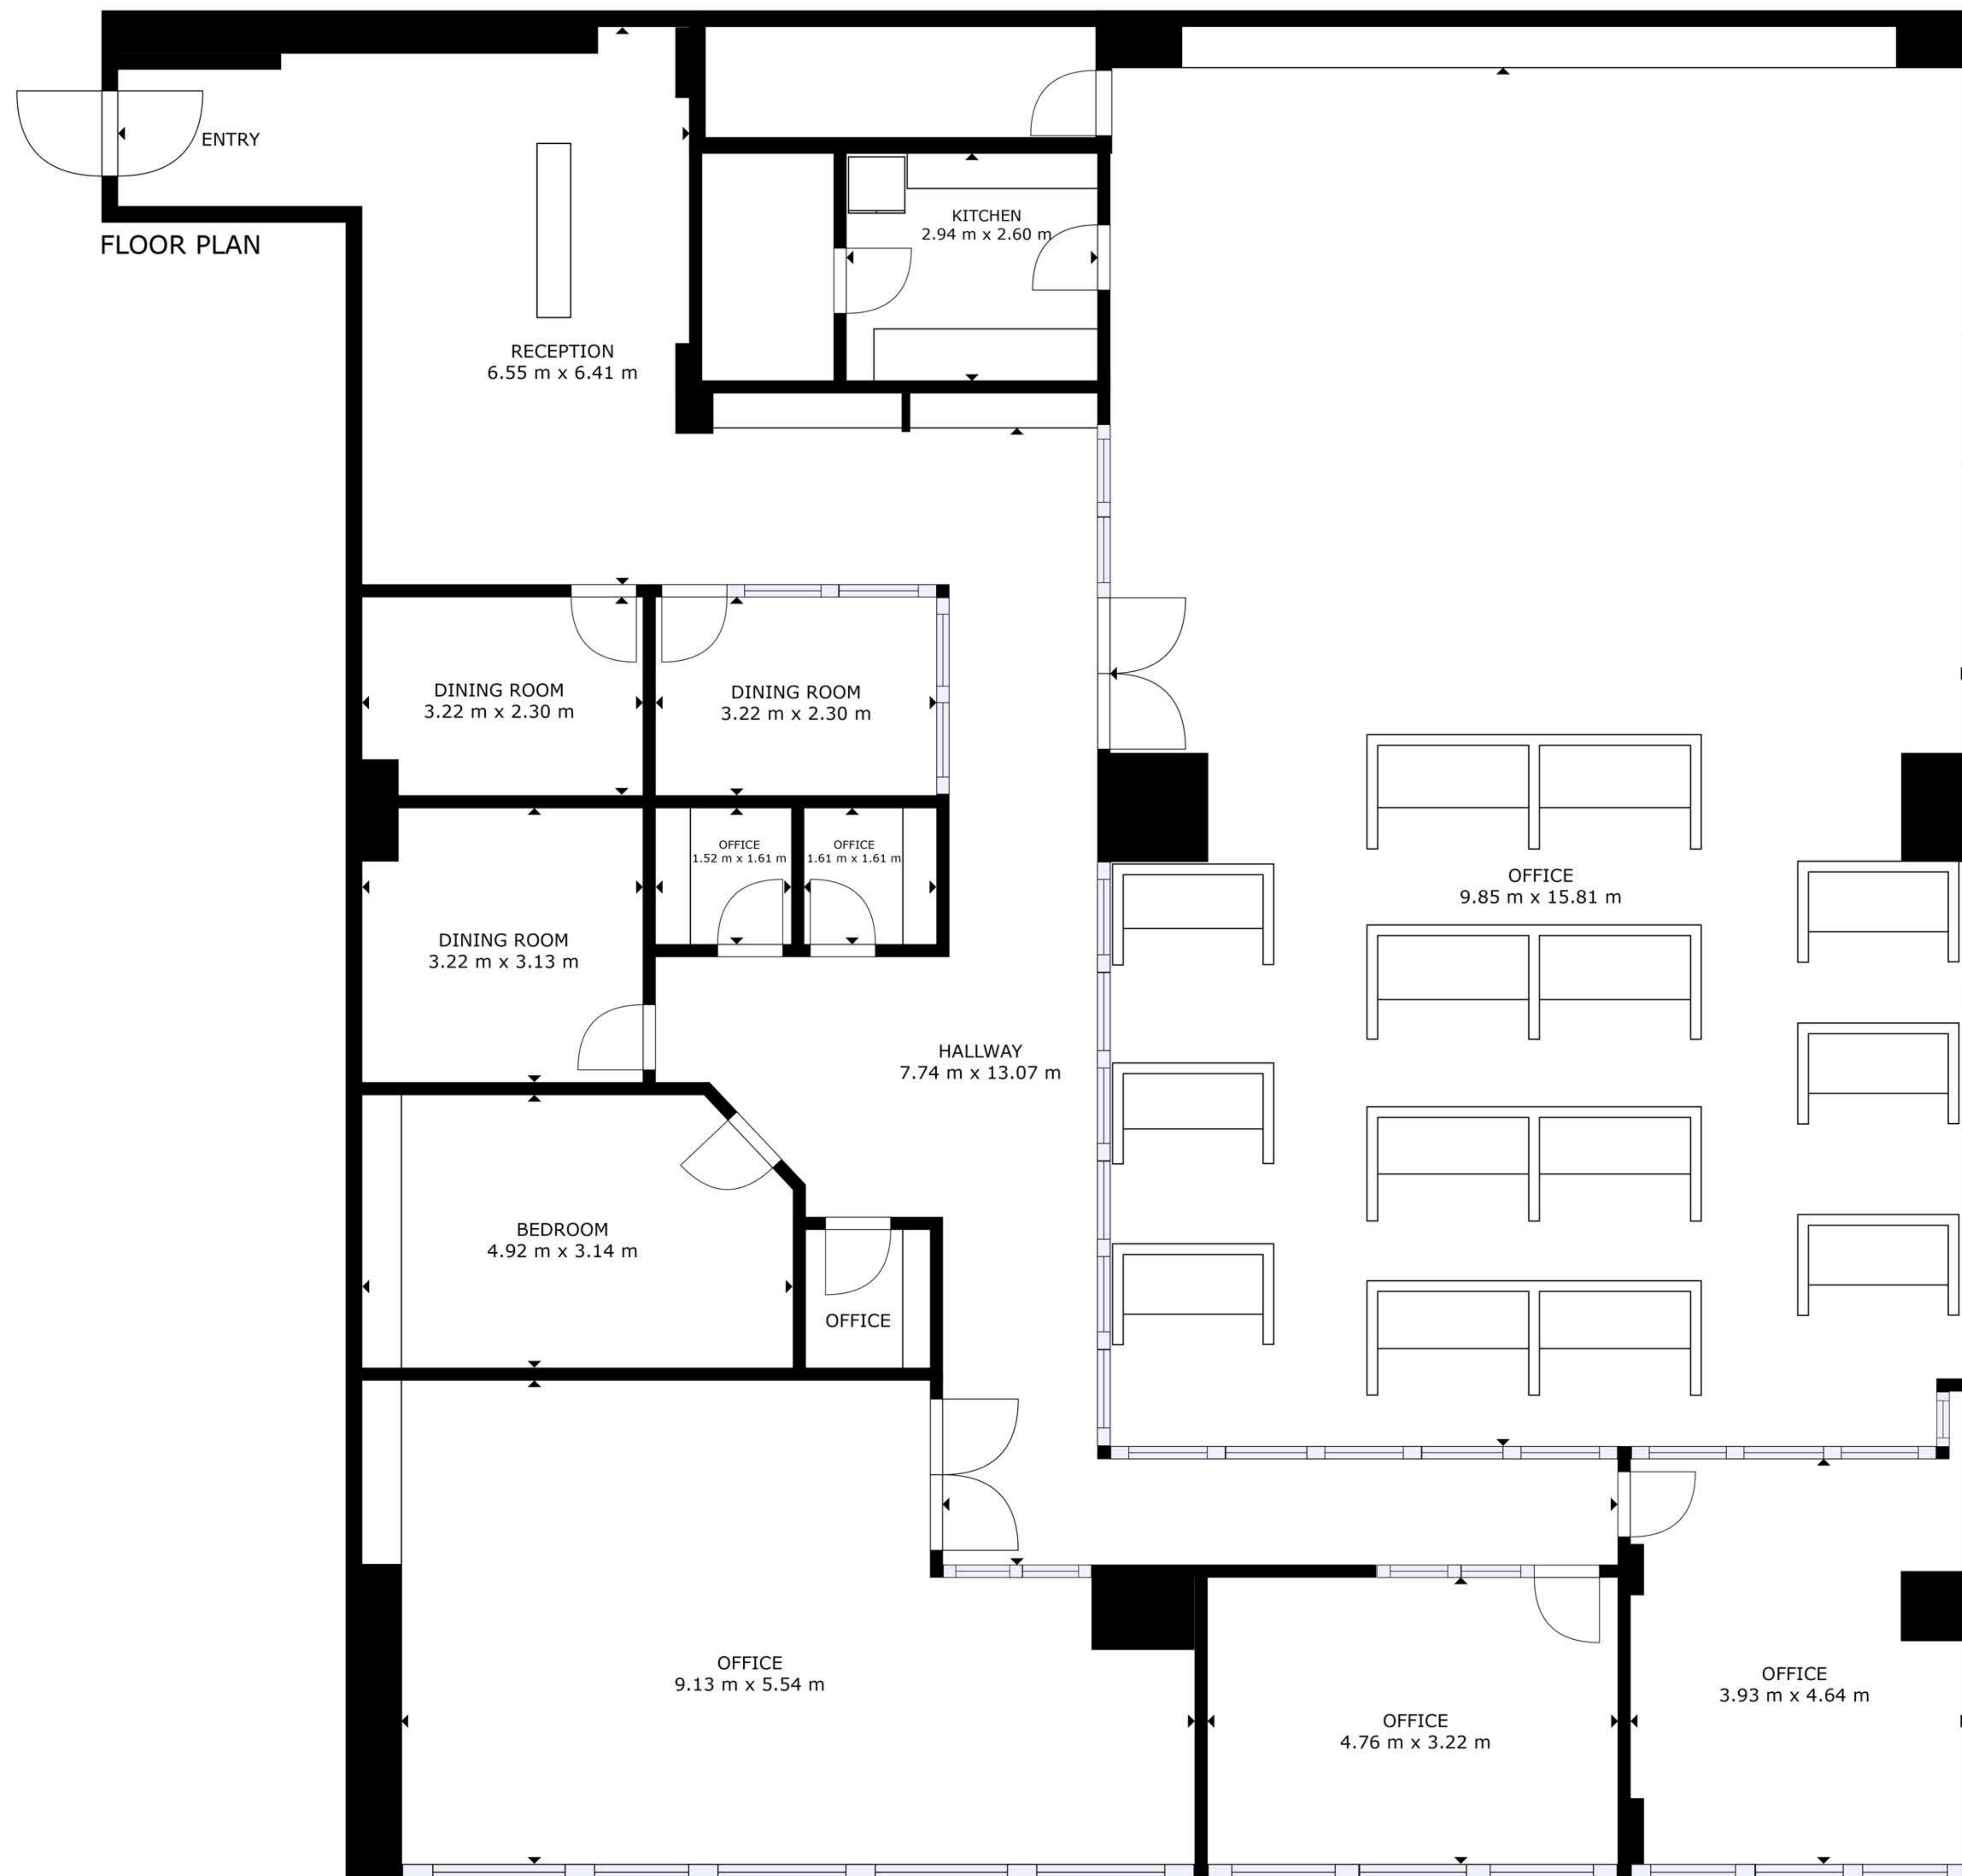 ENTRY
FLOOR PLAN
KITCHEN
2.94 m x 2.60 m
RECEPTION
6.55 m x 6.41 m
DINING ROOM
3.22 m x 2.30 m
DINING ROOM
3.22 m x 2.30 m
OFFICE
1.52 m x 1.61 m
OFFICE
1.61 m x 1.61 m
OFFICE
9.85 m x 15.81 m
DINING ROOM
3.22 m x 3.13 m
HALLWAY
7.74 m x 13.07 m
BEDROOM
4.92 m x 3.14 m
OFFICE
OFFICE
9.13 m x 5.54 m
OFFICE
4.76 m x 3.22 m
OFFICE
3.93 m x 4.64 m